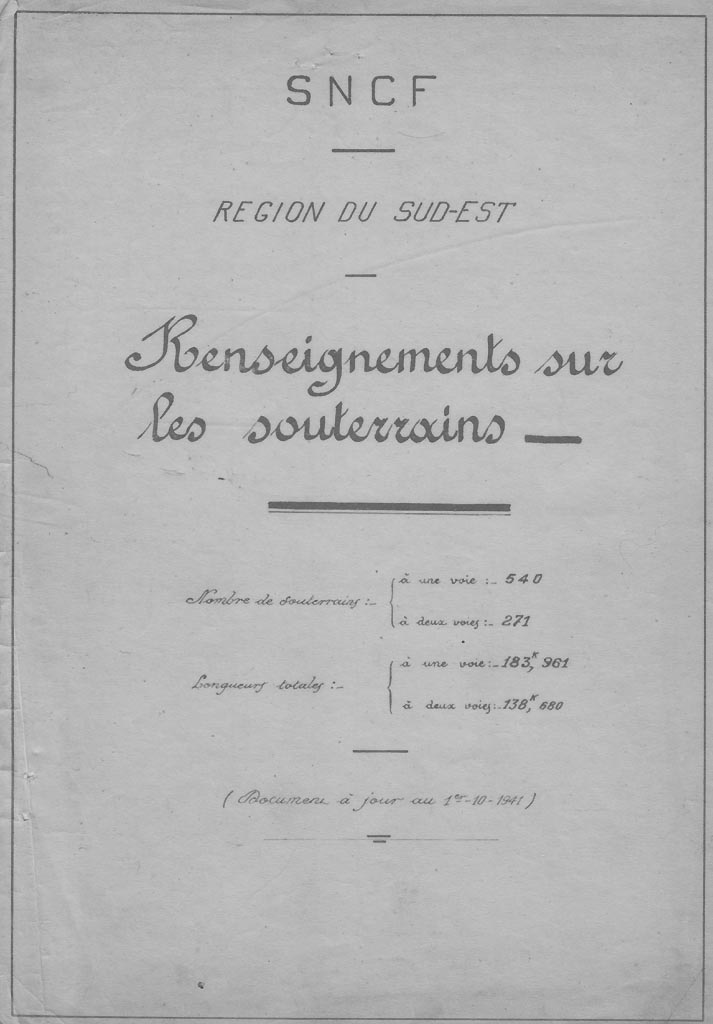 SNCF
REGION DU SUD-EST
Renseignements sur
les souterrains
Nombre de souterrains :- { à une voie :- 540
à deux voies :- 271
Longueurs totales :- { à une voie :- 183,ᴷ 961
à deux voies :- 138,ᴷ 680
( Document à jour au 1er-10-1941 )